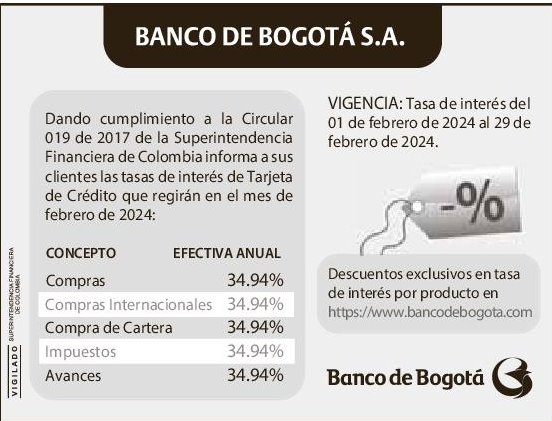 BANCO DE BOGOTÁ S.A.
Dando cumplimiento a la Circular
019 de 2017 de la Superintendencia
Financiera de Colombia informa a sus
clientes las tasas de interés de Tarjeta
de Crédito que regirán en el mes de
febrero de 2024:
CONCEPTO EFECTIVA ANUAL
Compras 34.94%
Compras Internacionales 34.94%
Compra de Cartera 34.94%
Impuestos 34.94%
Avances 34.94%
VIGENCIA: Tasa de interés del
01 de febrero de 2024 al 29 de
febrero de 2024.
-%
Descuentos exclusivos en tasa
de interés por producto en
https://www.bancodebogota.com
Banco de Bogotá
VIGILADO
SUPERINTENDENCIA FINANCIERA
DE COLOMBIA